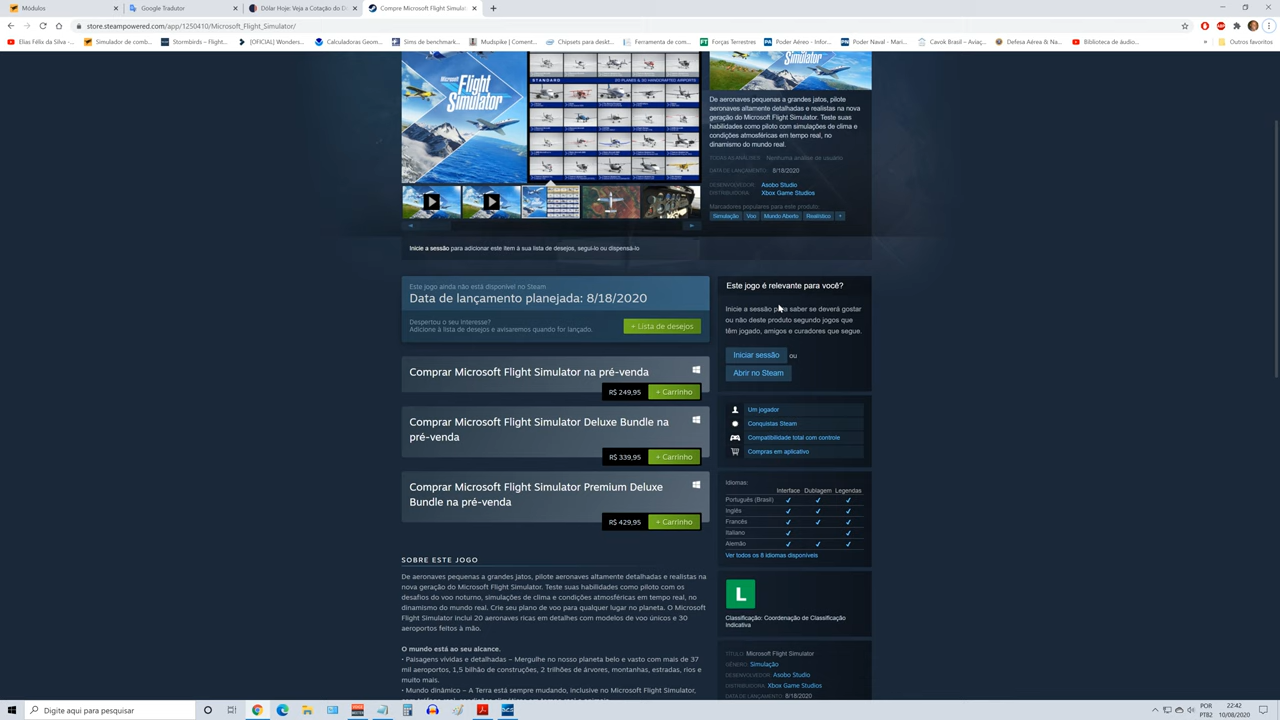 Módulos
Google Tradutor
Dólar Hoje: Veja a Cotação do D
Compre Microsoft Flight Simulat
store.steampowered.com/app/1250410/Microsoft_Flight_Simulator/
Elias Félix da Silva -...
Simulador de comb...
Stormbirds – Flight...
[OFICIAL] Wonders...
Calculadoras Geom...
Sims de benchmark...
Mudspike | Coment...
Chipsets para deskt...
Ferramenta de com...
Forças Terrestres
Poder Aéreo - Infor...
Poder Naval - Mari...
Cavok Brasil – Aviaç...
Defesa Aérea & Na...
Biblioteca de áudio...
»
Outros favoritos
Microsoft
Flight
Simulator
STANDARD
20 PLANES & 30 HANDCRAFTED AIRPORTS
Simulator
De aeronaves pequenas a grandes jatos, pilote
aeronaves altamente detalhadas e realistas na nova
geração do Microsoft Flight Simulator. Teste suas
habilidades como piloto com simulações de clima e
condições atmosféricas em tempo real, no
dinamismo do mundo real.
TODAS AS ANÁLISES: Nenhuma análise de usuário
DATA DE LANÇAMENTO: 8/18/2020
DESENVOLVEDOR: Asobo Studio
DISTRIBUIDORA: Xbox Game Studios
Marcadores populares para este produto:
Simulação Voo Mundo Aberto Realístico +
Inicie a sessão para adicionar este item à sua lista de desejos, segui-lo ou dispensá-lo
Este jogo ainda não está disponível no Steam
Data de lançamento planejada: 8/18/2020
Despertou o seu interesse?
Adicione à lista de desejos e avisaremos quando for lançado.
+ Lista de desejos
Comprar Microsoft Flight Simulator na pré-venda
R$ 249,95 + Carrinho
Comprar Microsoft Flight Simulator Deluxe Bundle na
pré-venda
R$ 339,95 + Carrinho
Comprar Microsoft Flight Simulator Premium Deluxe
Bundle na pré-venda
R$ 429,95 + Carrinho
SOBRE ESTE JOGO
De aeronaves pequenas a grandes jatos, pilote aeronaves altamente detalhadas e realistas na
nova geração do Microsoft Flight Simulator. Teste suas habilidades como piloto com os
desafios do voo noturno, simulações de clima e condições atmosféricas em tempo real, no
dinamismo do mundo real. Crie seu plano de voo para qualquer lugar no planeta. O Microsoft
Flight Simulator inclui 20 aeronaves ricas em detalhes com modelos de voo únicos e 30
aeroportos feitos à mão.
O mundo está ao seu alcance.
• Paisagens vívidas e detalhadas – Mergulhe no nosso planeta belo e vasto com mais de 37
mil aeroportos, 1,5 bilhão de construções, 2 trilhões de árvores, montanhas, estradas, rios e
muito mais.
• Mundo dinâmico – A Terra está sempre mudando, inclusive no Microsoft Flight Simulator,
Este jogo é relevante para você?
Inicie a sessão para saber se deverá gostar
ou não deste produto segundo jogos que
têm jogado, amigos e curadores que segue.
Iniciar sessão ou
Abrir no Steam
Um jogador
Conquistas Steam
Compatibilidade total com controle
Compras em aplicativo
Idiomas:
Interface Dublagem Legendas
Português (Brasil) ✔ ✔ ✔
Inglês ✔ ✔ ✔
Francês ✔ ✔ ✔
Italiano ✔ ✔
Alemão ✔ ✔ ✔
Ver todos os 8 idiomas disponíveis
L
Classificação: Coordenação de Classificação
Indicativa
TÍTULO: Microsoft Flight Simulator
GÊNERO: Simulação
DESENVOLVEDOR: Asobo Studio
DISTRIBUIDORA: Xbox Game Studios
DATA DE LANÇAMENTO: 8/18/2020
Digite aqui para pesquisar
POR
PTB2
22:42
10/08/2020